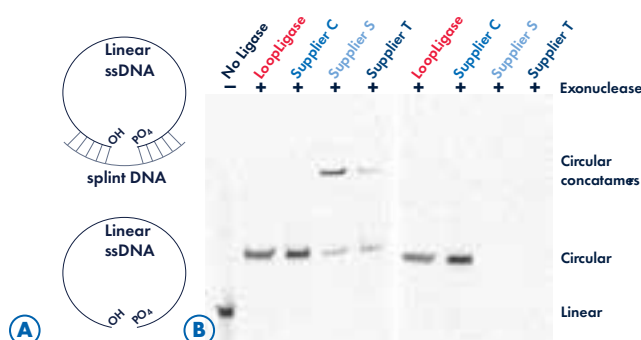 Linear
ssDNA
OH PO4
splint DNA
Linear
ssDNA
OH PO4
A
B
No Ligase
LoopLigase
Supplier C
Supplier S
Supplier T
LoopLigase
Supplier C
Supplier S
Supplier T
– + + + + + + + + Exonuclease
Circular
concatamers
Circular
Linear